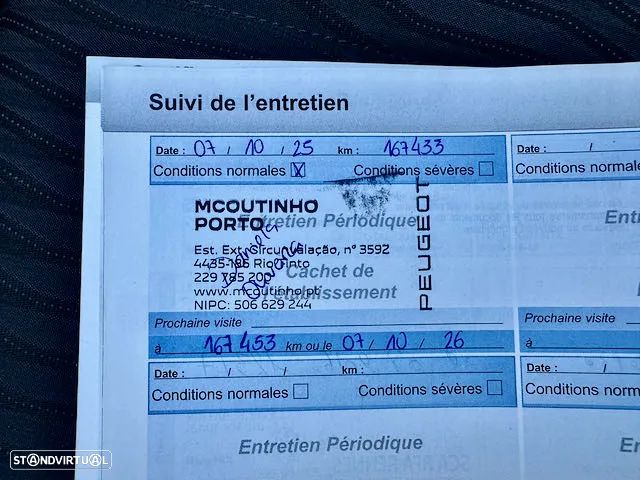 Suivi de l'entretien
Date : 07 / 10 / 25 km : 167433
Conditions normales X Conditions sévères
MCOUTINHO
PORTO
Entretien Périodique
PEUGEOT
Est. Ext. Circunvalação, nº 3592
4435-186 Rio Tinto
229 785 200
Cachet de
www.mcoutinho.pt
l'établissement
NIPC: 506 629 244
Prochaine visite
à 167453 km ou le 07 / 10 / 26
Date : / / km :
Conditions normales Conditions sévères
Entretien Périodique
Date : /
Conditions normal
Ent
Prochaine visite
à
Date : /
Conditions norm
En
STANDVIRTUAL